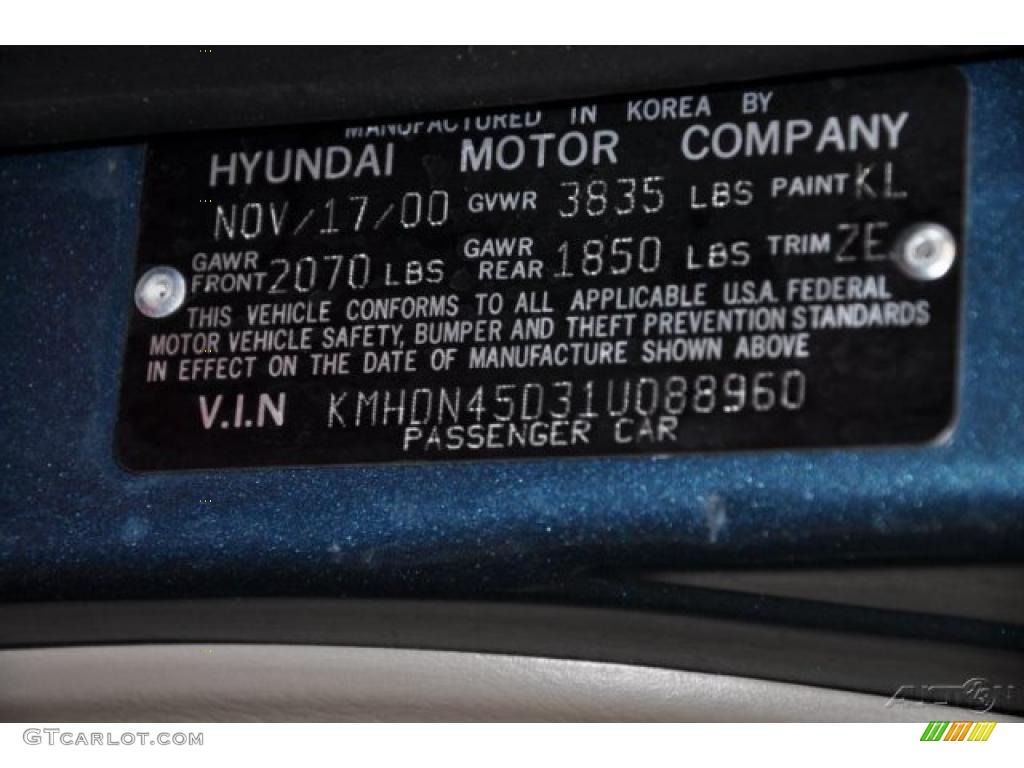 MANUFACTURED IN KOREA BY
HYUNDAI MOTOR COMPANY
NOV/17/00 GVWR 3835 LBS PAINT KL
GAWR FRONT 2070 LBS GAWR REAR 1850 LBS TRIM ZE
THIS VEHICLE CONFORMS TO ALL APPLICABLE U.S.A. FEDERAL
MOTOR VEHICLE SAFETY, BUMPER AND THEFT PREVENTION STANDARDS
IN EFFECT ON THE DATE OF MANUFACTURE SHOWN ABOVE
V.I.N KMHDN45D31U088960
PASSENGER CAR
GTCARLOT.COM